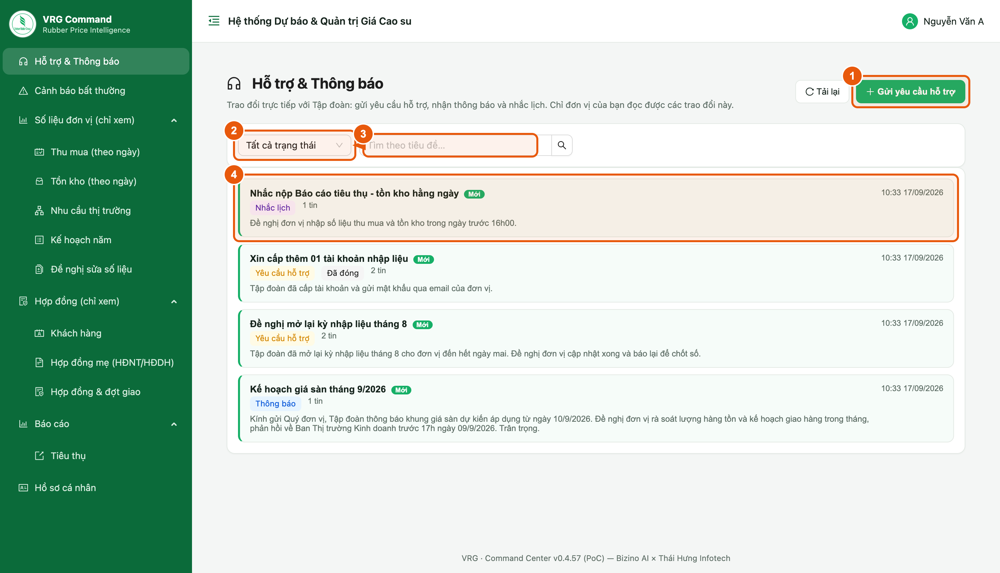 VRG Command
Rubber Price Intelligence
Hỗ trợ & Thông báo
Cảnh báo bất thường
Số liệu đơn vị (chỉ xem)
Thu mua (theo ngày)
Tồn kho (theo ngày)
Nhu cầu thị trường
Kế hoạch năm
Đề nghị sửa số liệu
Hợp đồng (chỉ xem)
Khách hàng
Hợp đồng mẹ (HĐNT/HĐDH)
Hợp đồng & đợt giao
Báo cáo
Tiêu thụ
Hồ sơ cá nhân
Hệ thống Dự báo & Quản trị Giá Cao su
Nguyễn Văn A
Hỗ trợ & Thông báo
Trao đổi trực tiếp với Tập đoàn: gửi yêu cầu hỗ trợ, nhận thông báo và nhắc lịch. Chỉ đơn vị của bạn đọc được các trao đổi này.
Tải lại
1
+ Gửi yêu cầu hỗ trợ
2
Tất cả trạng thái
3
Tìm theo tiêu đề...
4
Nhắc nộp Báo cáo tiêu thụ - tồn kho hằng ngày Mới 10:33 17/09/2026
Nhắc lịch 1 tin
Đề nghị đơn vị nhập số liệu thu mua và tồn kho trong ngày trước 16h00.
Xin cấp thêm 01 tài khoản nhập liệu Mới 10:33 17/09/2026
Yêu cầu hỗ trợ Đã đóng 2 tin
Tập đoàn đã cấp tài khoản và gửi mật khẩu qua email của đơn vị.
Đề nghị mở lại kỳ nhập liệu tháng 8 Mới 10:33 17/09/2026
Yêu cầu hỗ trợ 2 tin
Tập đoàn đã mở lại kỳ nhập liệu tháng 8 cho đơn vị đến hết ngày mai. Đề nghị đơn vị cập nhật xong và báo lại để chốt số.
Kế hoạch giá sàn tháng 9/2026 Mới 10:33 17/09/2026
Thông báo 1 tin
Kính gửi Quý đơn vị, Tập đoàn thông báo khung giá sàn dự kiến áp dụng từ ngày 10/9/2026. Đề nghị đơn vị rà soát lượng hàng tồn và kế hoạch giao hàng trong tháng,
phản hồi về Ban Thị trường Kinh doanh trước 17h ngày 09/9/2026. Trân trọng.
VRG · Command Center v0.4.57 (PoC) — Bizino AI × Thái Hưng Infotech